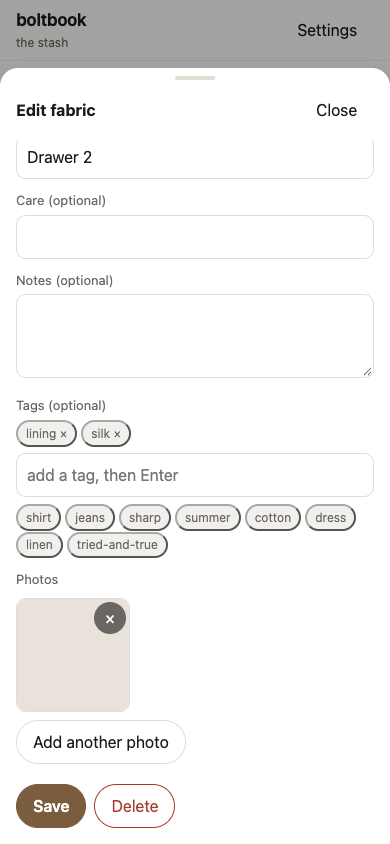 boltbook
the stash
Settings
Edit fabric
Close
Drawer 2
Care (optional)
Notes (optional)
Tags (optional)
lining × silk ×
add a tag, then Enter
shirt jeans sharp summer cotton dress
linen tried-and-true
Photos
×
Add another photo
Save Delete